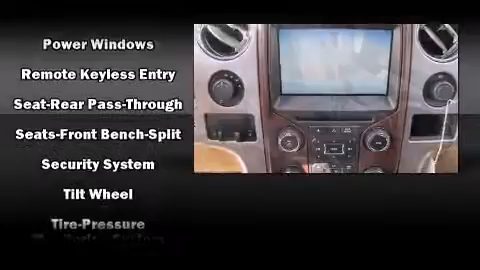 Power Windows
Remote Keyless Entry
Seat-Rear Pass-Through
Seats-Front Bench-Split
Security System
Tilt Wheel
Tire-Pressure